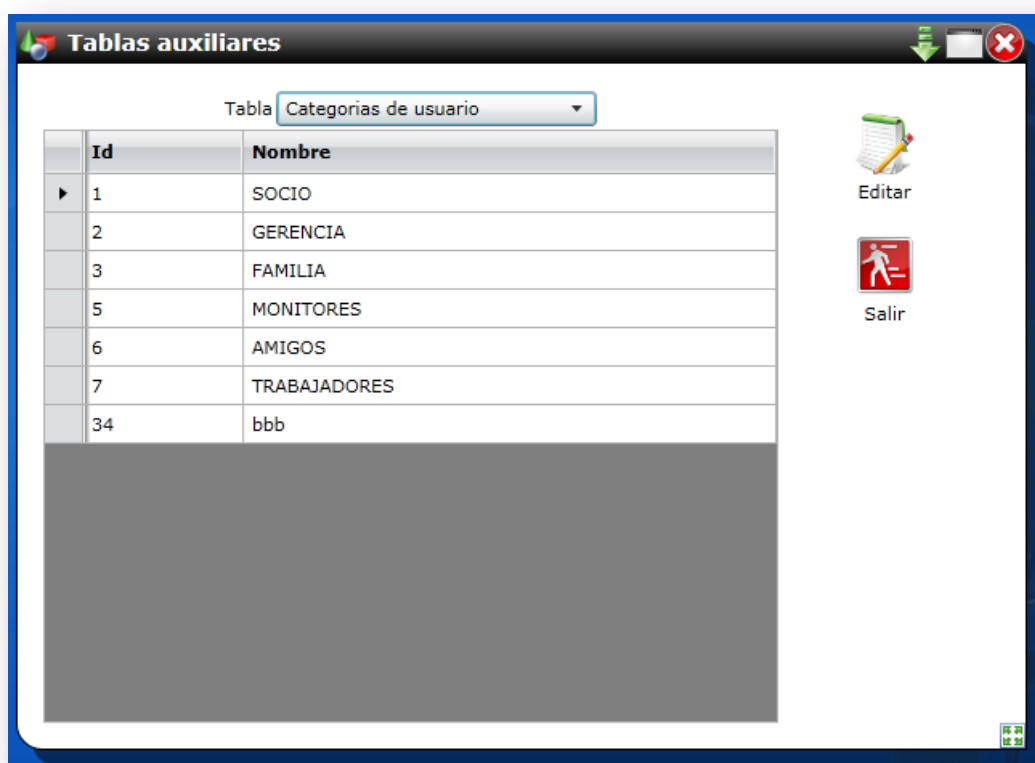 Tablas auxiliares
Tabla Categorias de usuario
Id Nombre
1 SOCIO
Editar
2 GERENCIA
3 FAMILIA
5 MONITORES
Salir
6 AMIGOS
7 TRABAJADORES
34 bbb